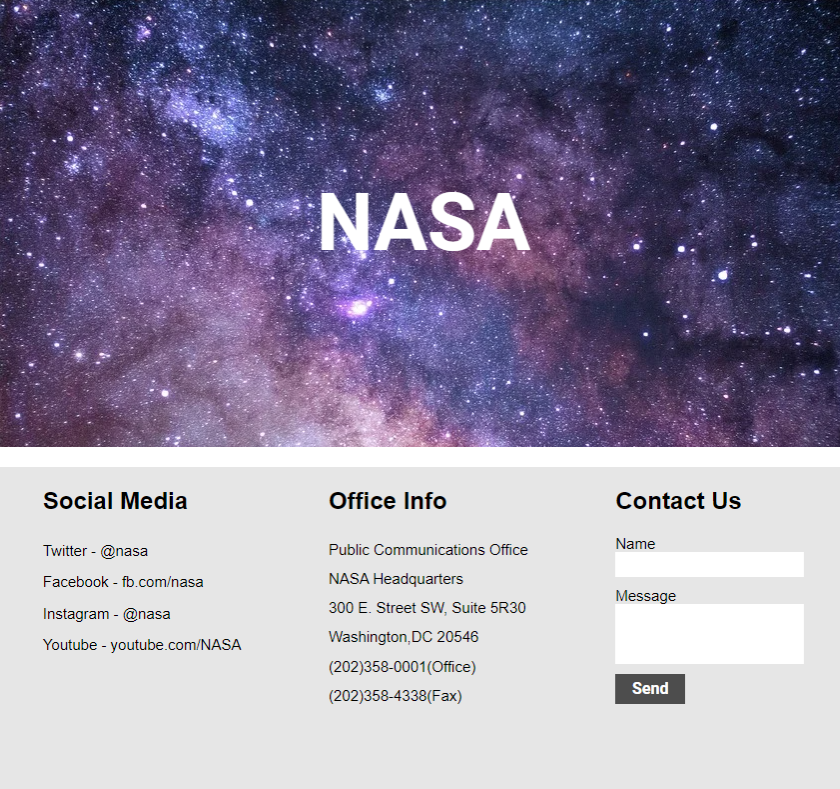 NASA
Social Media
Twitter - @nasa
Facebook - fb.com/nasa
Instagram - @nasa
Youtube - youtube.com/NASA
Office Info
Public Communications Office
NASA Headquarters
300 E. Street SW, Suite 5R30
Washington,DC 20546
(202)358-0001(Office)
(202)358-4338(Fax)
Contact Us
Name
Message
Send